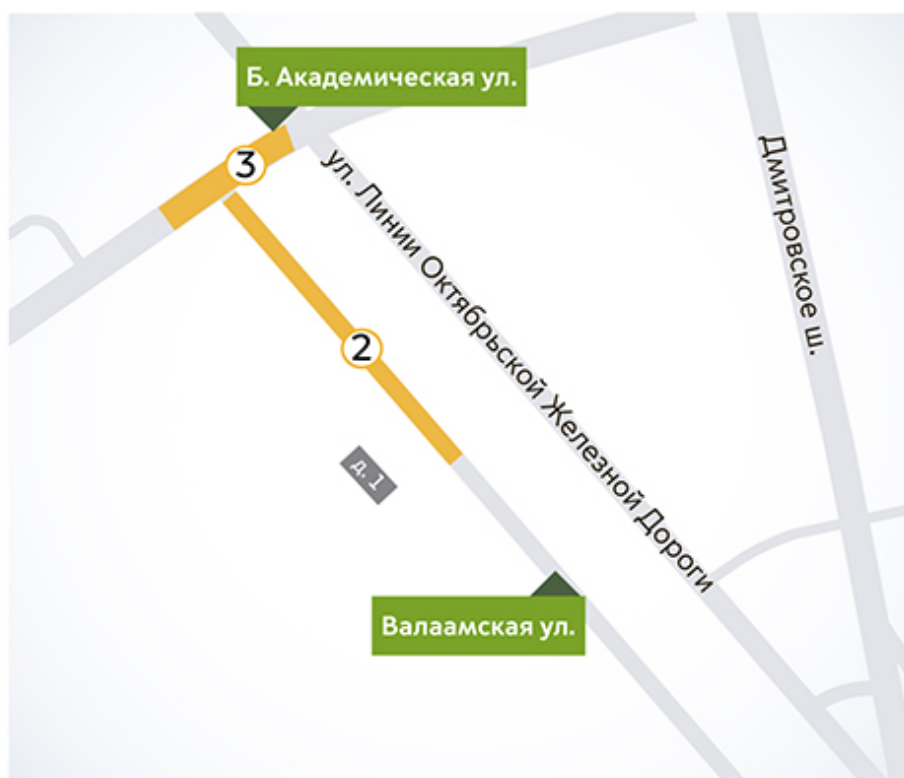 Б. Академическая ул.
3
ул. Линии Октябрьской Железной Дороги
Дмитровское ш.
2
д. 1
Валаамская ул.